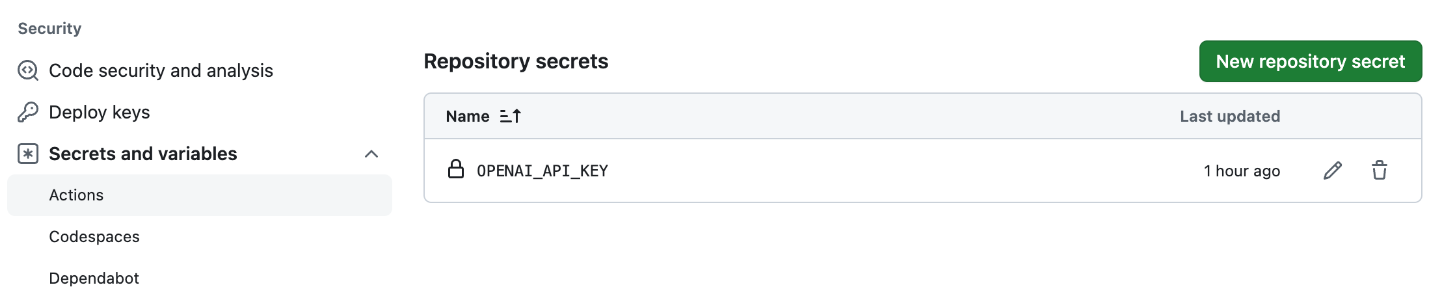 Security
Code security and analysis
Deploy keys
Secrets and variables
Actions
Codespaces
Dependabot
Repository secrets
New repository secret
Name Last updated
OPENAI_API_KEY 1 hour ago